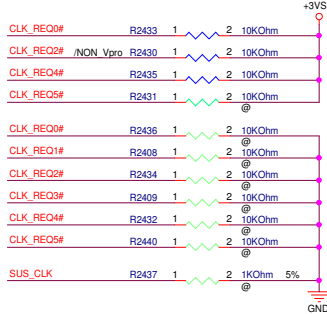 +3VS
CLK_REQ0# R2433 1 2 10KOhm
CLK_REQ2# /NON_Vpro R2430 1 2 10KOhm
CLK_REQ4# R2435 1 2 10KOhm
CLK_REQ5# R2431 1 2 10KOhm
@
CLK_REQ0# R2436 1 2 10KOhm
@
CLK_REQ1# R2408 1 2 10KOhm
@
CLK_REQ2# R2434 1 2 10KOhm
@
CLK_REQ3# R2409 1 2 10KOhm
@
CLK_REQ4# R2432 1 2 10KOhm
@
CLK_REQ5# R2440 1 2 10KOhm
@
SUS_CLK R2437 1 2 1KOhm 5%
@
GND